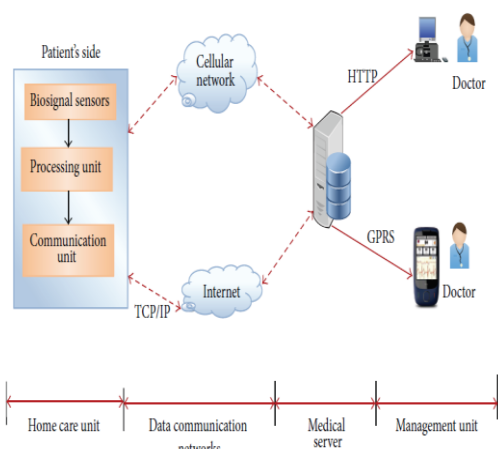 Patient's side
Biosignal sensors
Processing unit
Communication
unit
Cellular
network
Internet
TCP/IP
HTTP
Doctor
GPRS
Doctor
Home care unit
Data communication
networks
Medical
server
Management unit